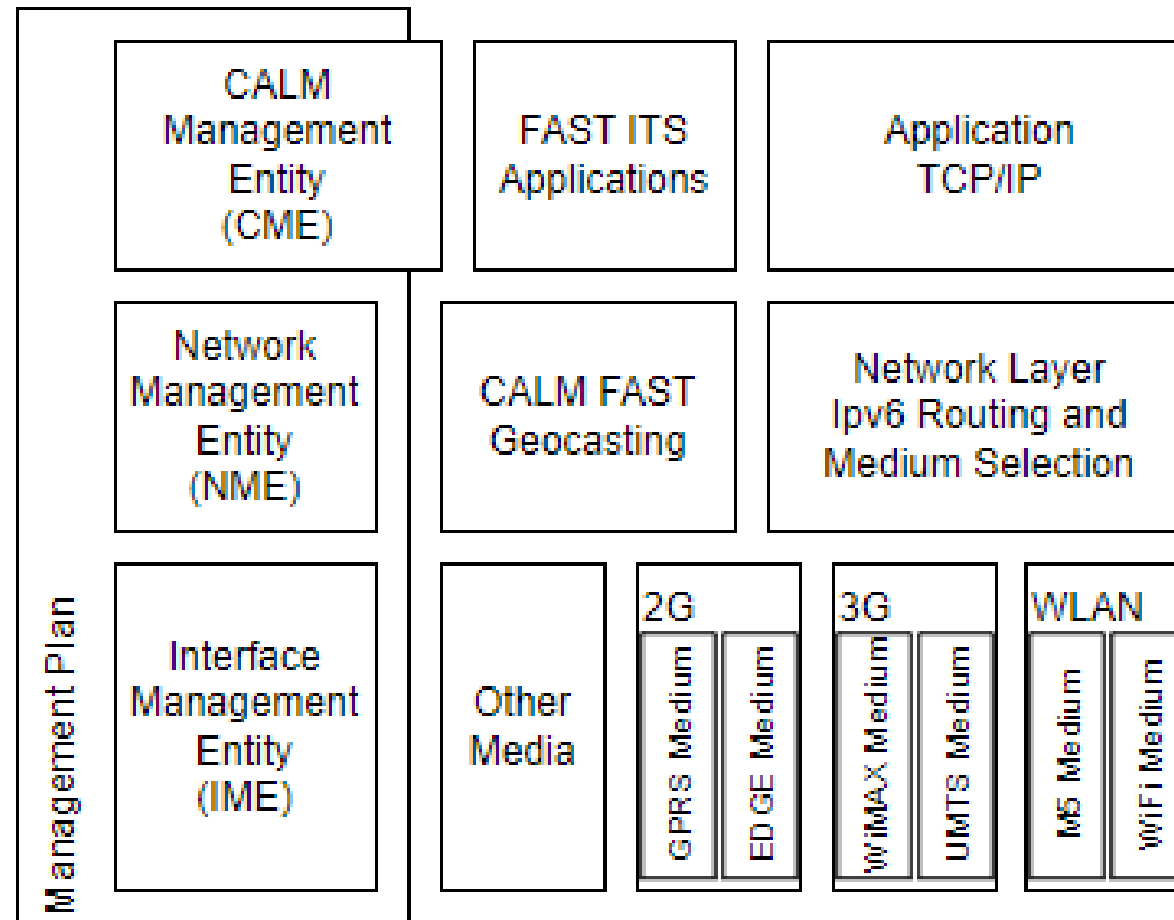 CALM
Management
Entity
(CME)
FAST ITS
Applications
Application
TCP/IP
Network
Management
Entity
(NME)
CALM FAST
Geocasting
Network Layer
Ipv6 Routing and
Medium Selection
Management Plan
Interface
Management
Entity
(IME)
Other
Media
2G
GPRS Medium
EDGE Medium
3G
WiMAX Medium
UMTS Medium
WLAN
M5 Medium
WiFi Medium